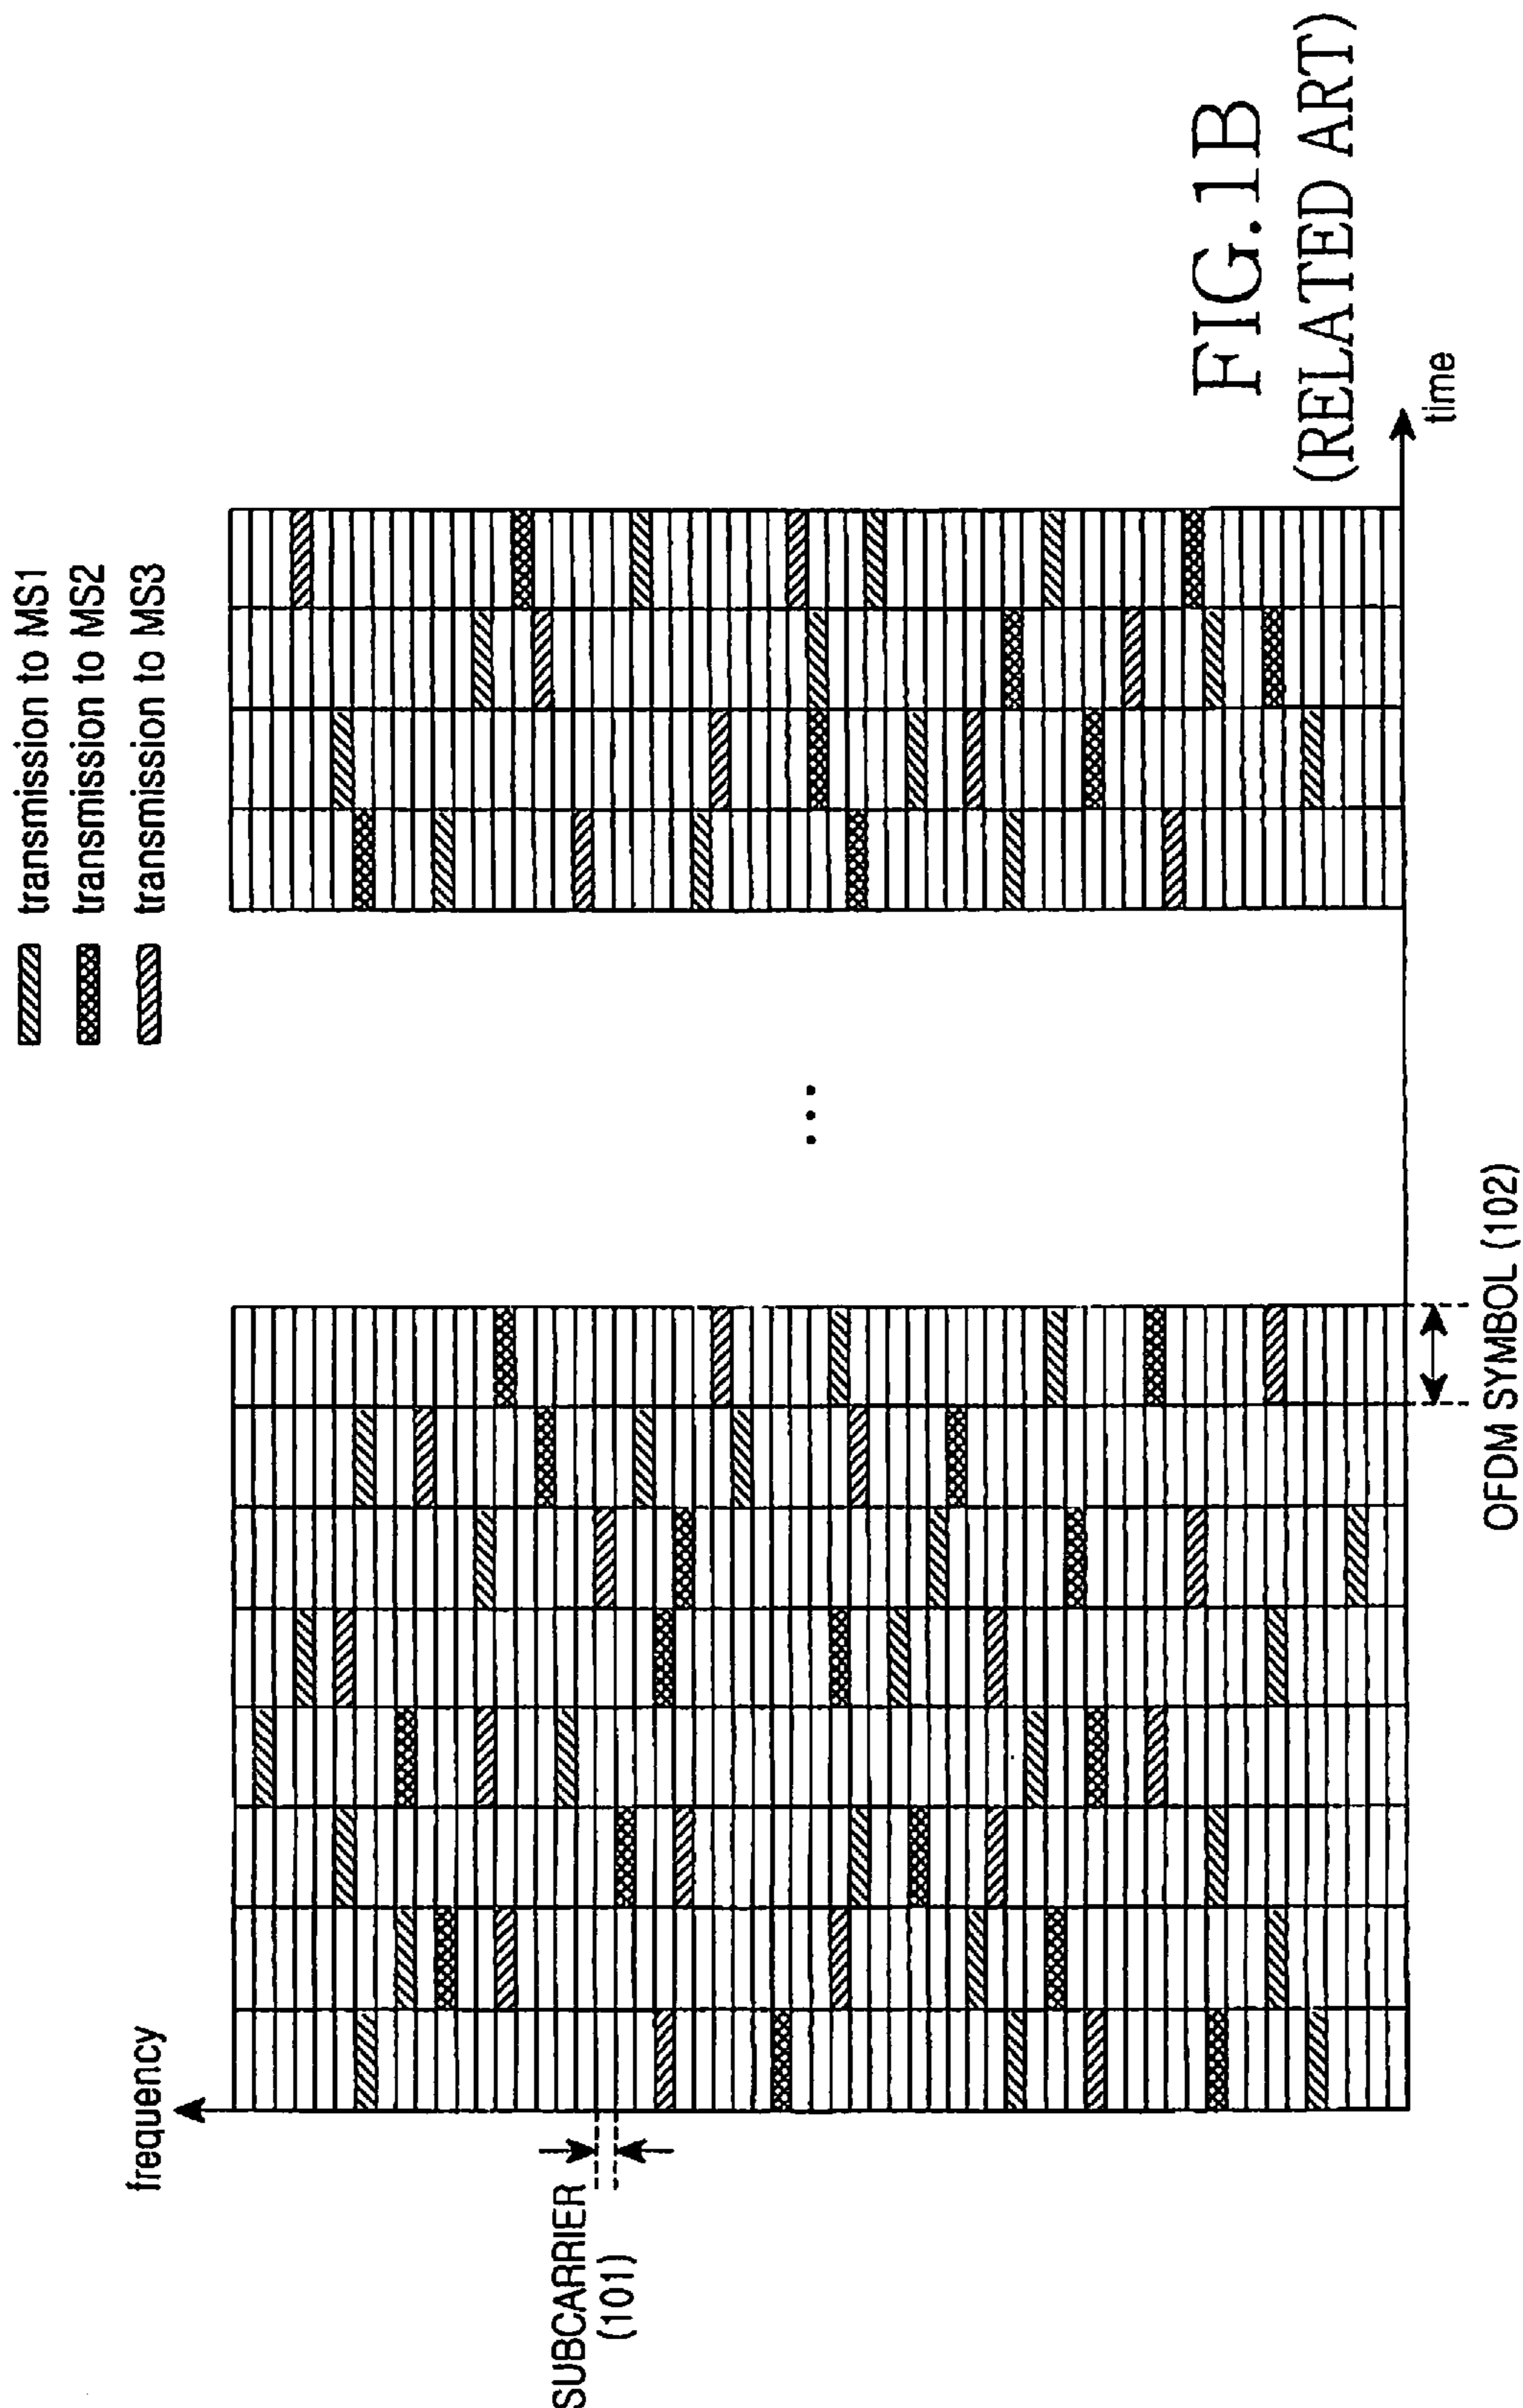 transmission to MS1
transmission to MS2
transmission to MS3
frequency
SUBCARRIER
(101)
...
OFDM SYMBOL (102)
time
FIG.1B
(RELATED ART)